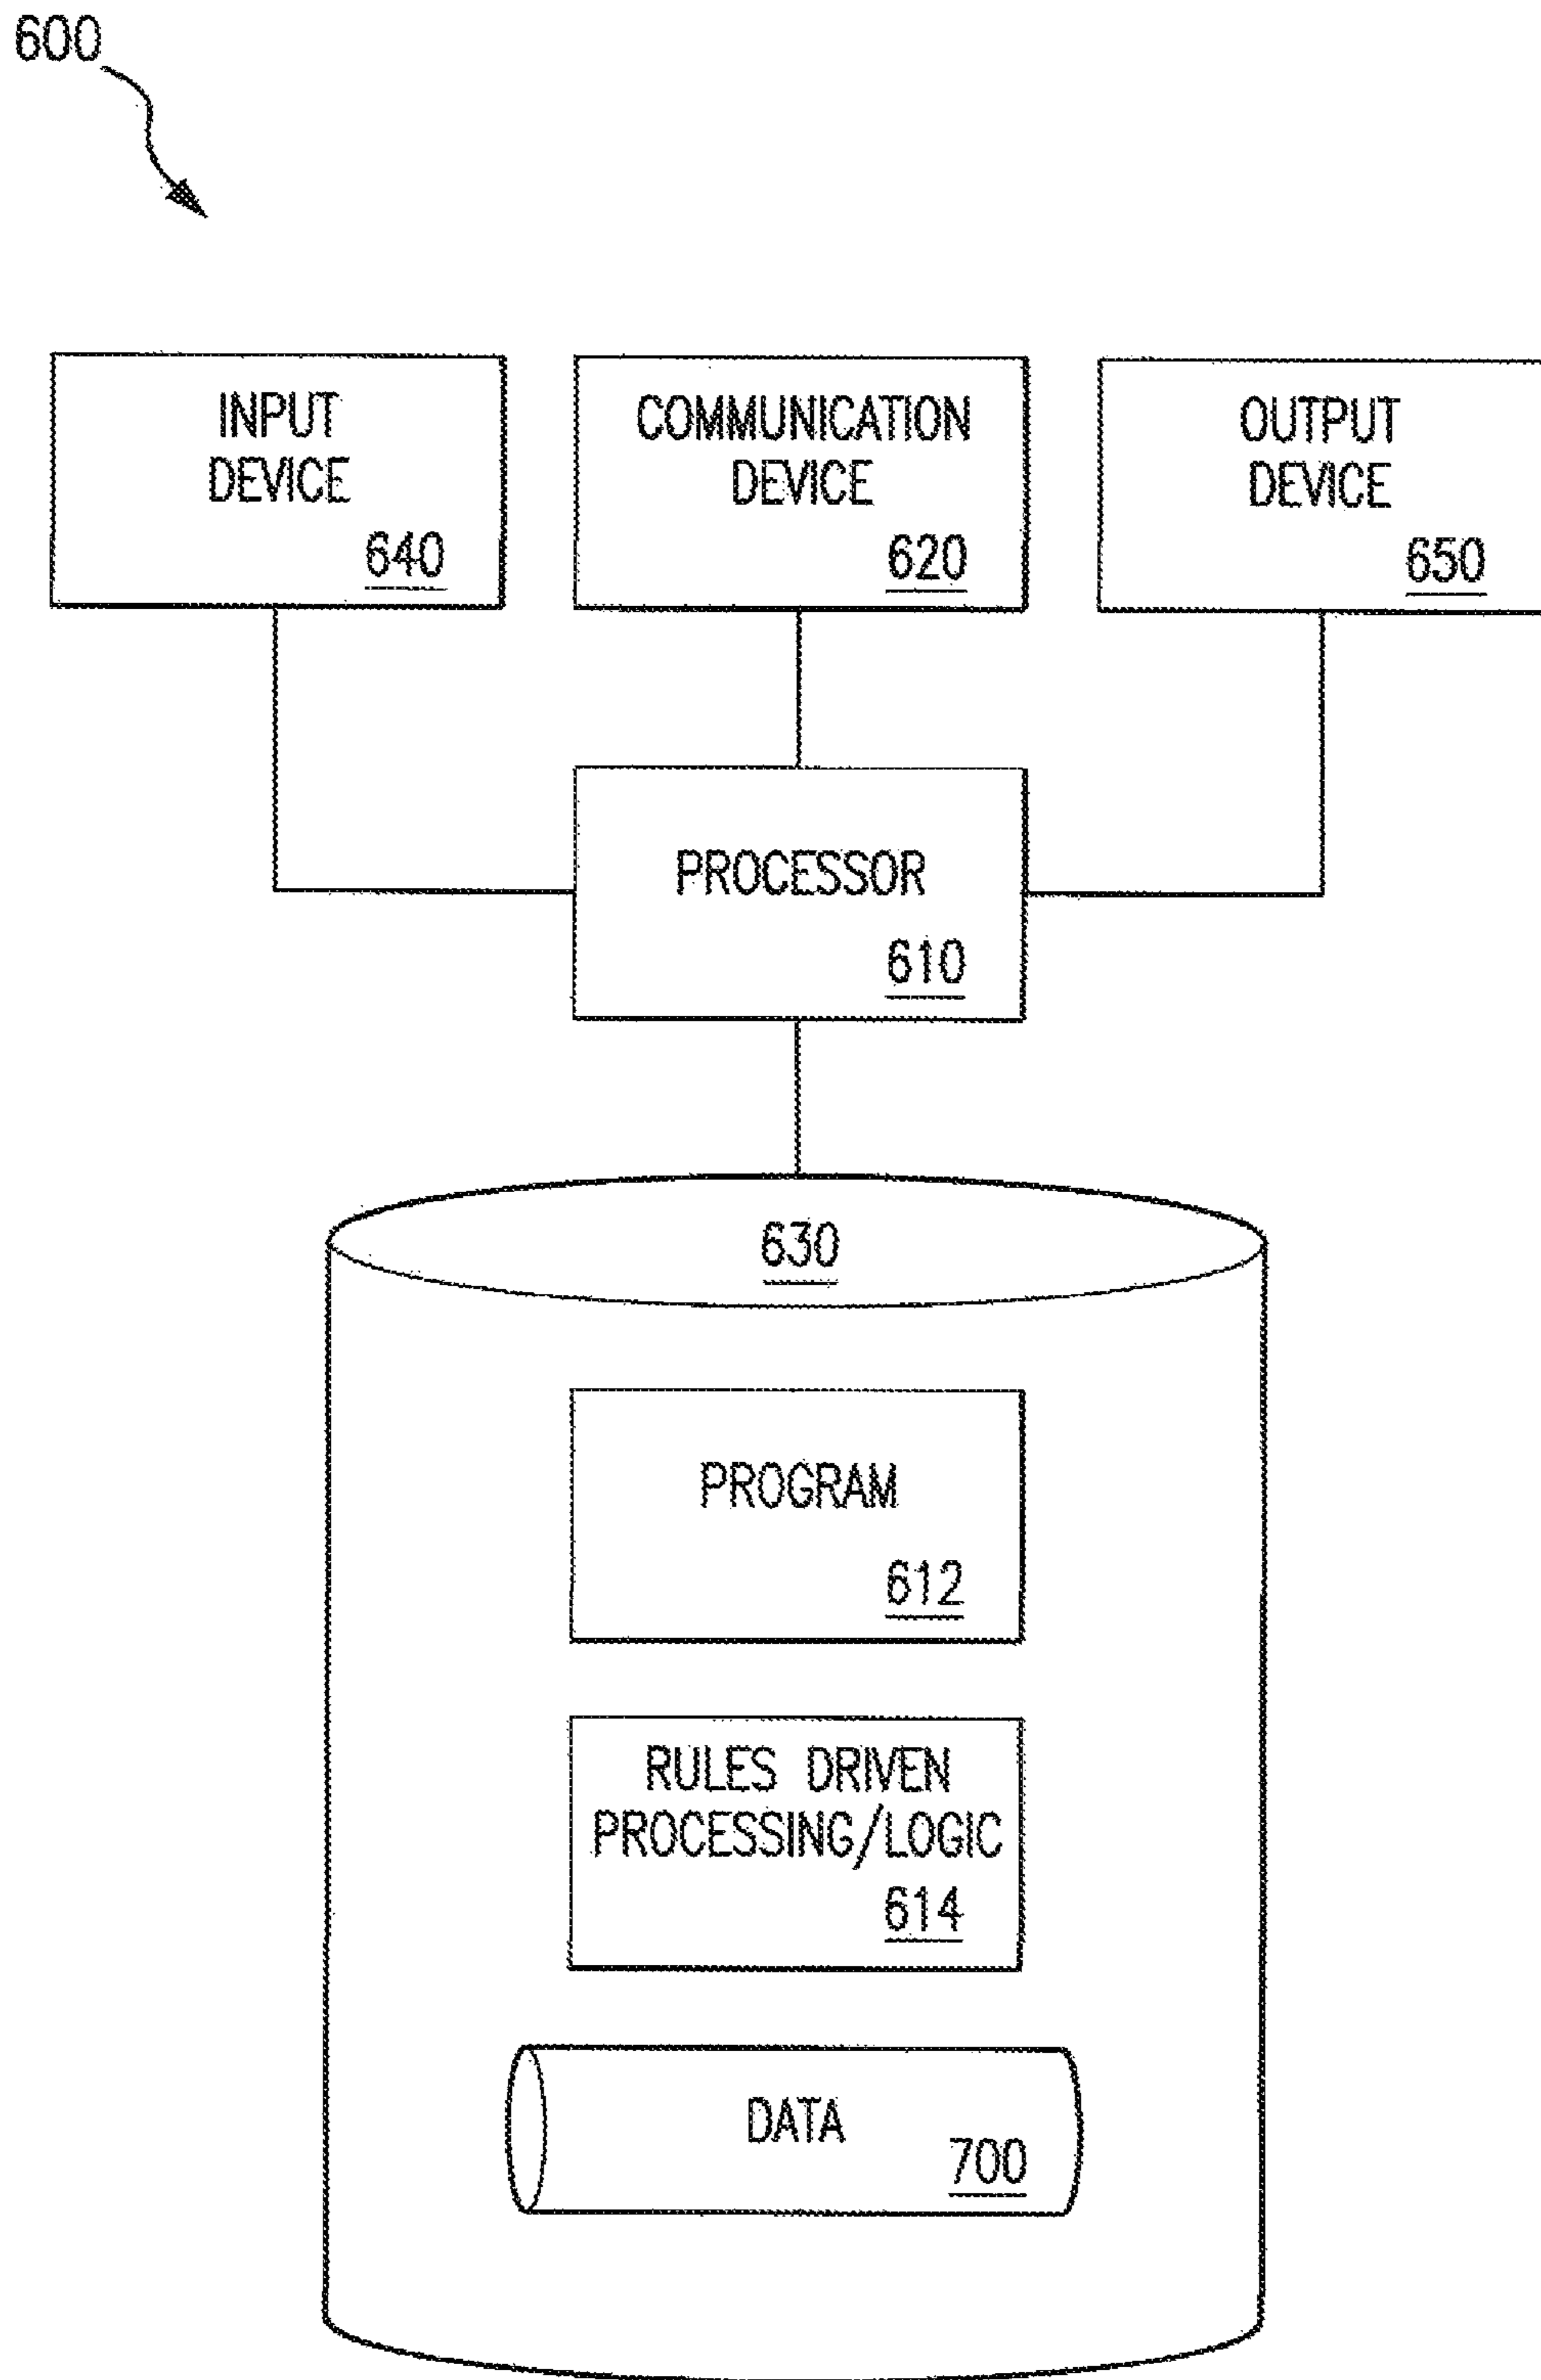 600
INPUT
DEVICE
640
COMMUNICATION
DEVICE
620
OUTPUT
DEVICE
650
PROCESSOR
610
630
PROGRAM
612
RULES DRIVEN
PROCESSING/LOGIC
614
DATA
700